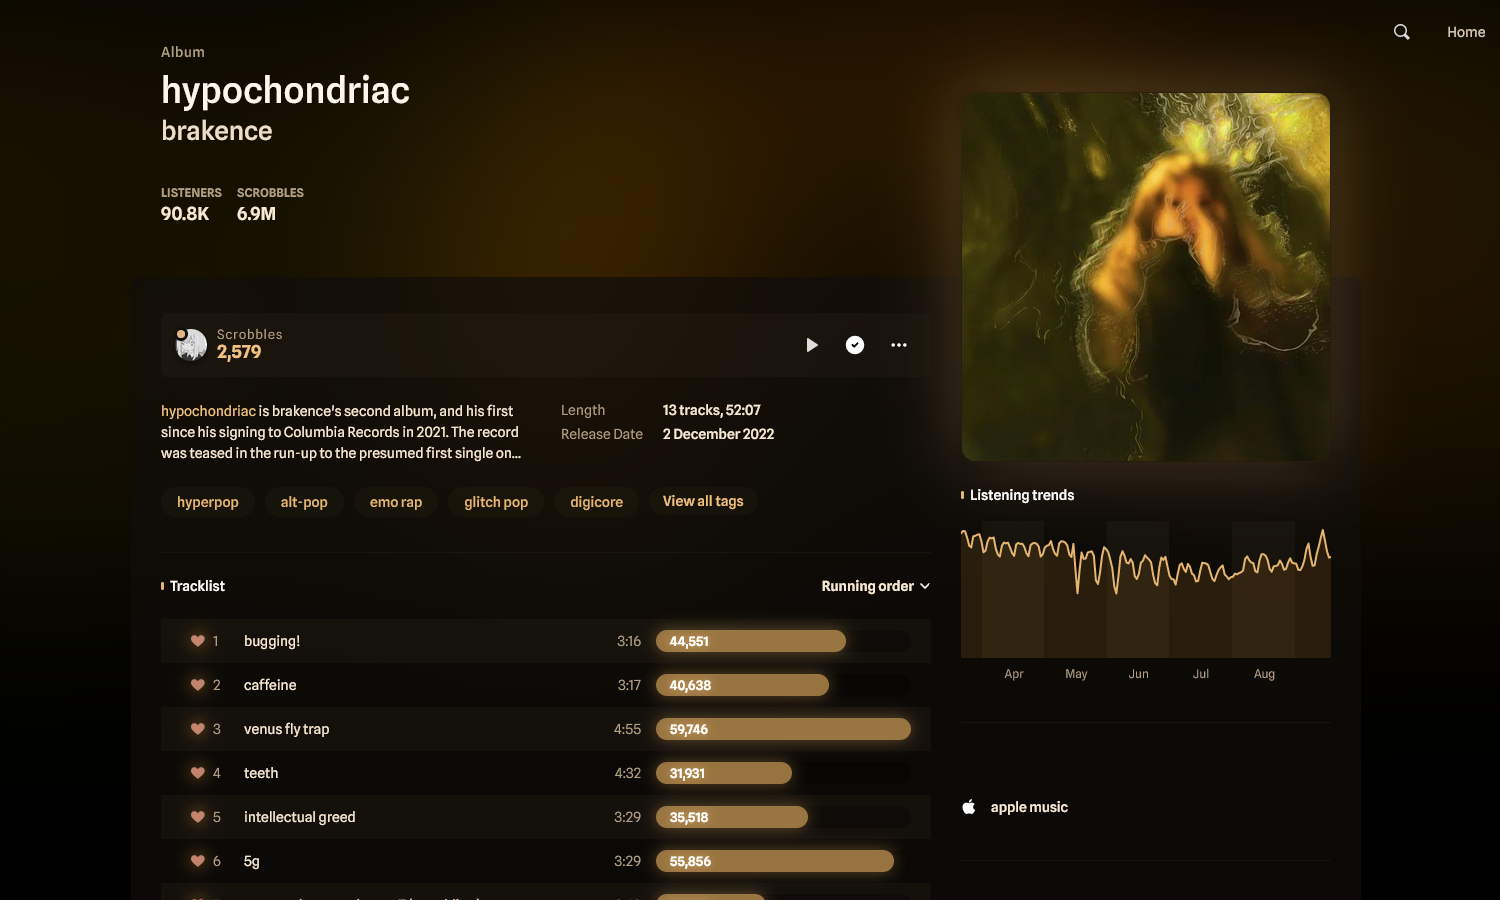 Home
Album
hypochondriac
brakence
LISTENERS SCROBBLES
90.8K 6.9M
Scrobbles
2,579
hypochondriac is brakence's second album, and his first
since his signing to Columbia Records in 2021. The record
was teased in the run-up to the presumed first single on...
Length 13 tracks, 52:07
Release Date 2 December 2022
hyperpop alt-pop emo rap glitch pop digicore View all tags
Tracklist Running order
1 bugging! 3:16 44,551
2 caffeine 3:17 40,638
3 venus fly trap 4:55 59,746
4 teeth 4:32 31,931
5 intellectual greed 3:29 35,518
6 5g 3:29 55,856
Listening trends
Apr May Jun Jul Aug
apple music